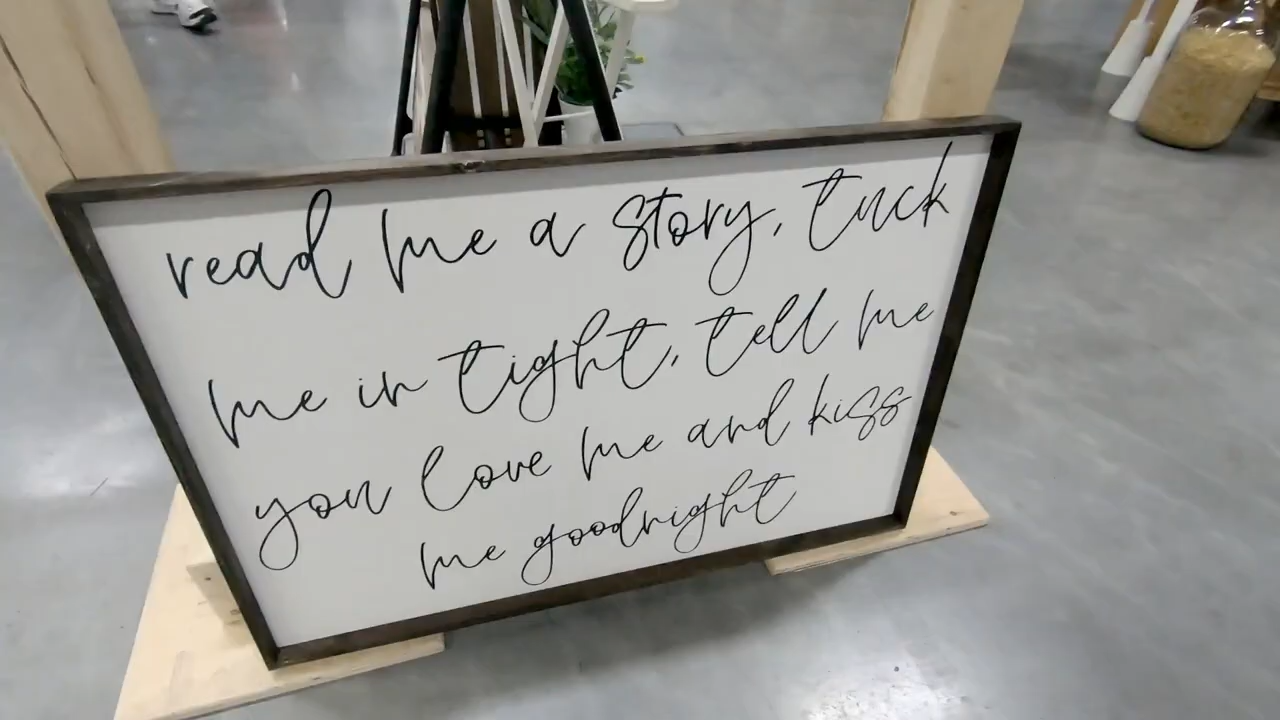 read me a story, tuck
me in tight, tell me
you love me and kiss
me goodnight